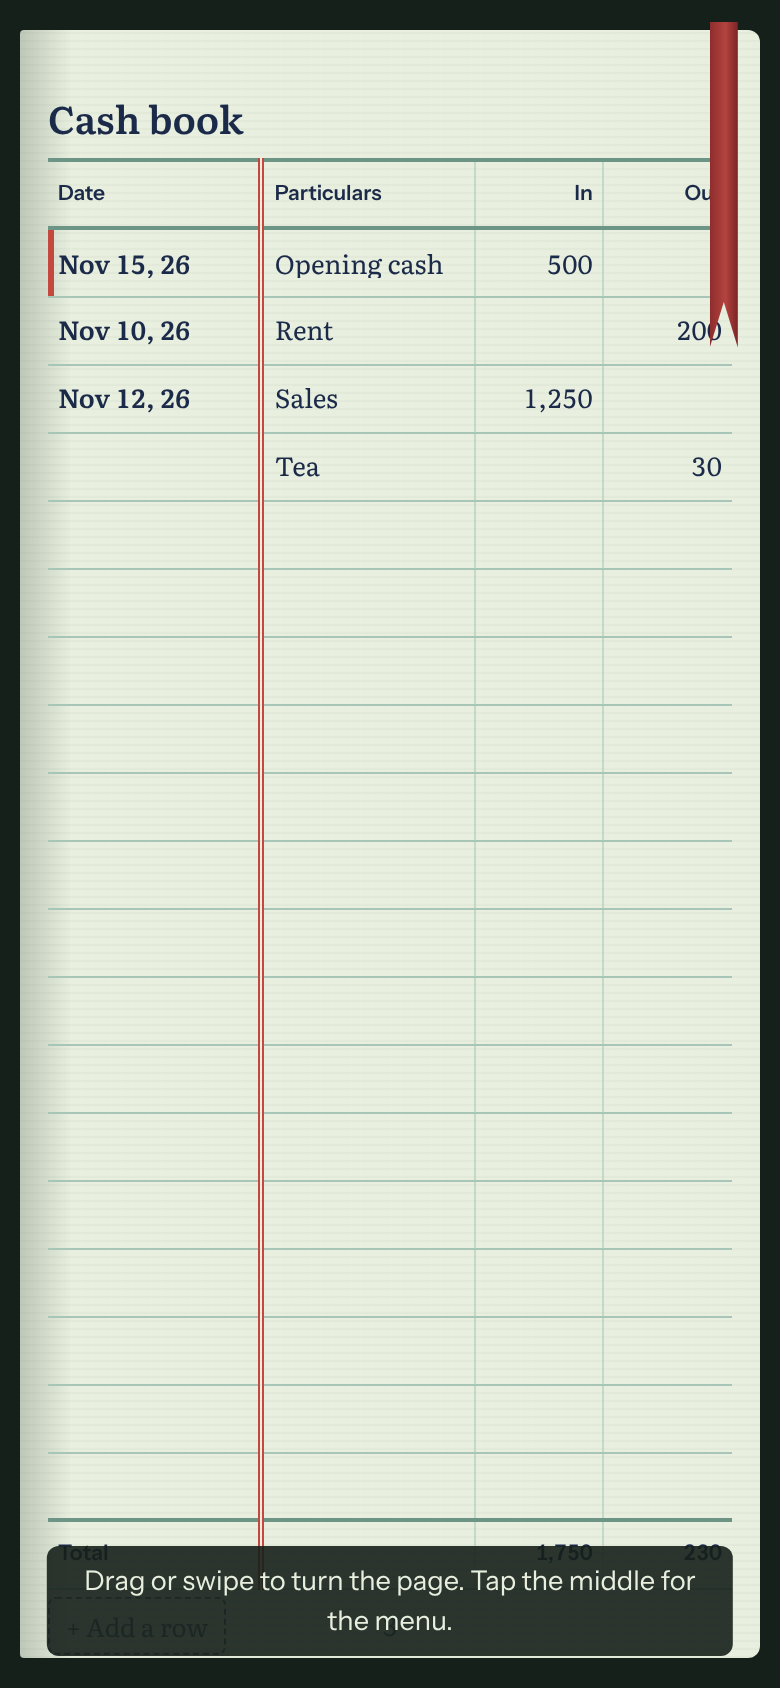 Cash book
Date Particulars In Ou
Nov 15, 26 Opening cash 500
Nov 10, 26 Rent 200
Nov 12, 26 Sales 1,250
Tea 30
Total 1,750 230
Drag or swipe to turn the page. Tap the middle for
the menu.
+ Add a row